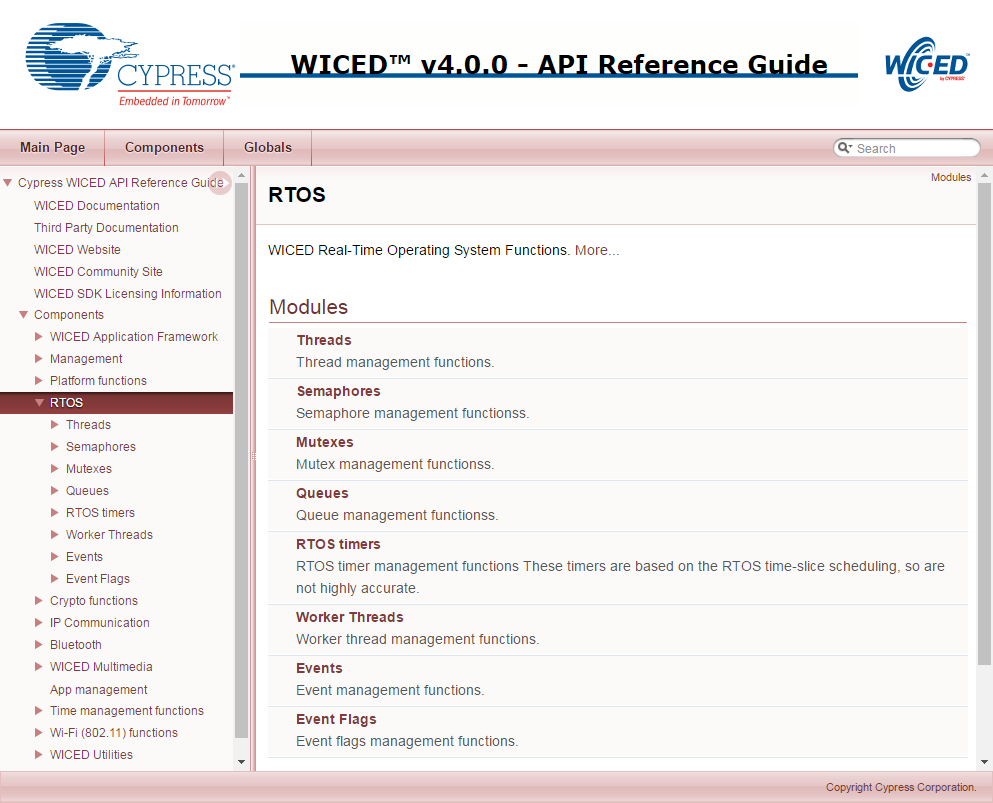 CYPRESS®
Embedded in Tomorrow™
WICED™ v4.0.0 - API Reference Guide
WICED™
by CYPRESS®
Main Page
Components
Globals
Search
Cypress WICED API Reference Guide
WICED Documentation
Third Party Documentation
WICED Website
WICED Community Site
WICED SDK Licensing Information
Components
WICED Application Framework
Management
Platform functions
RTOS
Threads
Semaphores
Mutexes
Queues
RTOS timers
Worker Threads
Events
Event Flags
Crypto functions
IP Communication
Bluetooth
WICED Multimedia
App management
Time management functions
Wi-Fi (802.11) functions
WICED Utilities
Modules
RTOS
WICED Real-Time Operating System Functions. More...
Modules
Threads
Thread management functions.
Semaphores
Semaphore management functionss.
Mutexes
Mutex management functionss.
Queues
Queue management functionss.
RTOS timers
RTOS timer management functions These timers are based on the RTOS time-slice scheduling, so are
not highly accurate.
Worker Threads
Worker thread management functions.
Events
Event management functions.
Event Flags
Event flags management functions.
Copyright Cypress Corporation.